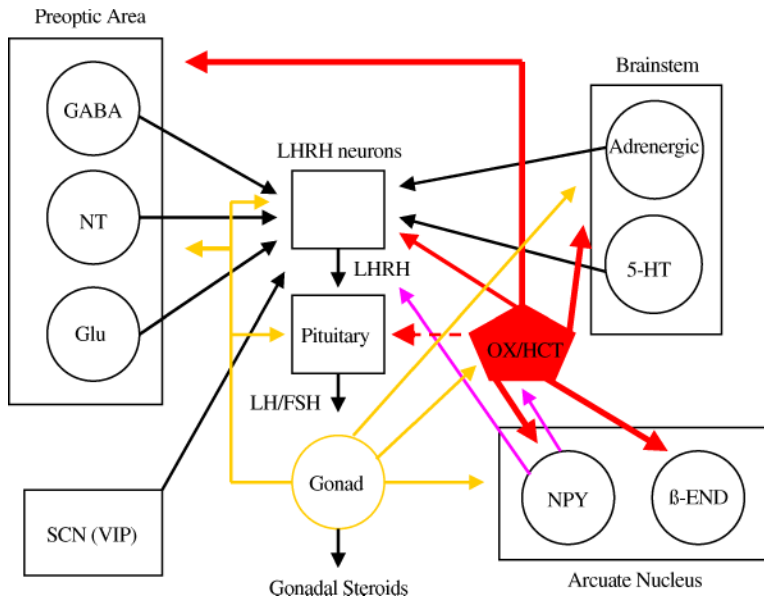 Preoptic Area
Brainstem
GABA
Adrenergic
LHRH neurons
NT
5-HT
LHRH
Glu
Pituitary
OX/HCT
LH/FSH
Gonad
NPY
ß-END
SCN (VIP)
Gonadal Steroids
Arcuate Nucleus